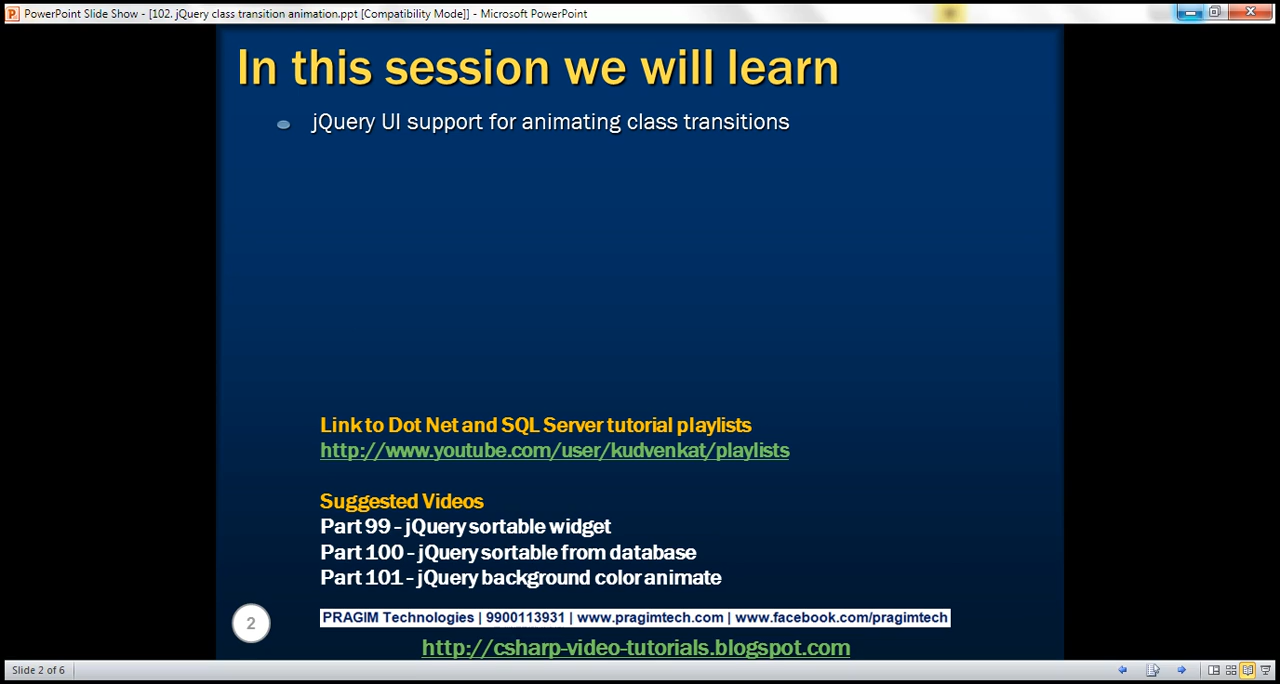 PowerPoint Slide Show - [102. jQuery class transition animation.ppt [Compatibility Mode]] - Microsoft PowerPoint
In this session we will learn
jQuery UI support for animating class transitions
Link to Dot Net and SQL Server tutorial playlists
http://www.youtube.com/user/kudvenkat/playlists
Suggested Videos
Part 99 - jQuery sortable widget
Part 100 - jQuery sortable from database
Part 101 - jQuery background color animate
2
PRAGIM Technologies | 9900113931 | www.pragimtech.com | www.facebook.com/pragimtech
http://csharp-video-tutorials.blogspot.com
Slide 2 of 6